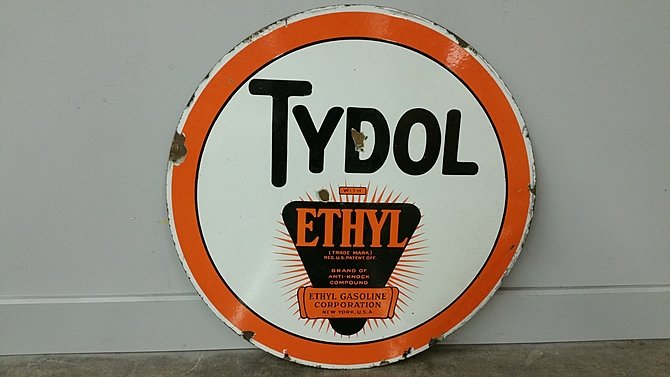 TYDOL
WITH
ETHYL
(TRADE MARK)
REG. U.S. PATENT OFF.
BRAND OF
ANTI-KNOCK
COMPOUND
ETHYL GASOLINE
CORPORATION
NEW YORK, U.S.A.